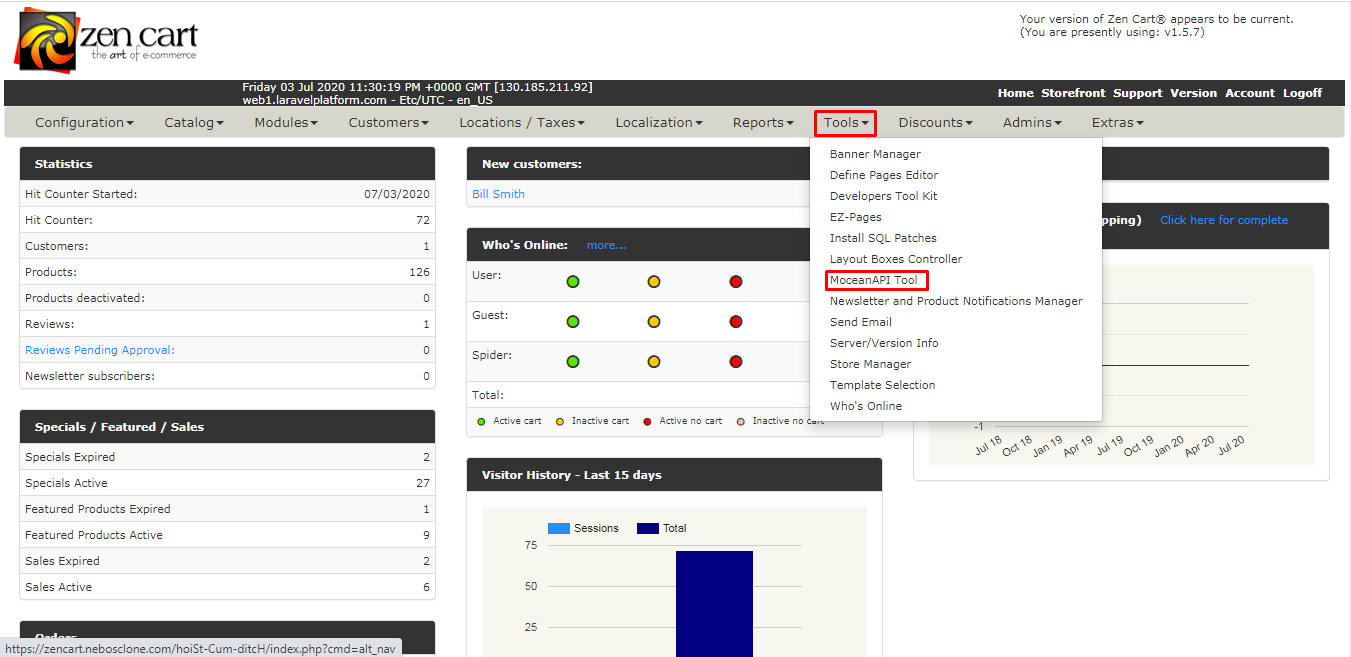 zen cart
the art of e-commerce
Your version of Zen Cart® appears to be current.
(You are presently using: v1.5.7)
Friday 03 Jul 2020 11:30:19 PM +0000 GMT [130.185.211.92]
web1.laravelplatform.com - Etc/UTC - en_US
Home Storefront Support Version Account Logoff
Configuration Catalog Modules Customers Locations / Taxes Localization Reports Tools Discounts Admins Extras
Statistics
Hit Counter Started: 07/03/2020
Hit Counter: 72
Customers: 1
Products: 126
Products deactivated: 0
Reviews: 1
Reviews Pending Approval: 0
Newsletter subscribers: 0
Specials / Featured / Sales
Specials Expired 2
Specials Active 27
Featured Products Expired 1
Featured Products Active 9
Sales Expired 2
Sales Active 6
Orders
New customers:
Bill Smith
Who's Online: more...
User:
Guest:
Spider:
Total:
Active cart Inactive cart Active no cart Inactive no cart
Visitor History - Last 15 days
Sessions Total
75
50
25
Banner Manager
Define Pages Editor
Developers Tool Kit
EZ-Pages
Install SQL Patches
Layout Boxes Controller
MoceanAPI Tool
Newsletter and Product Notifications Manager
Send Email
Server/Version Info
Store Manager
Template Selection
Who's Online
pping) Click here for complete
-1
Jul 18 Oct 18 Jan 19 Apr 19 Jul 19 Oct 19 Jan 20 Apr 20 Jul 20
https://zencart.nebosclone.com/hoiSt-Cum-ditcH/index.php?cmd=alt_nav